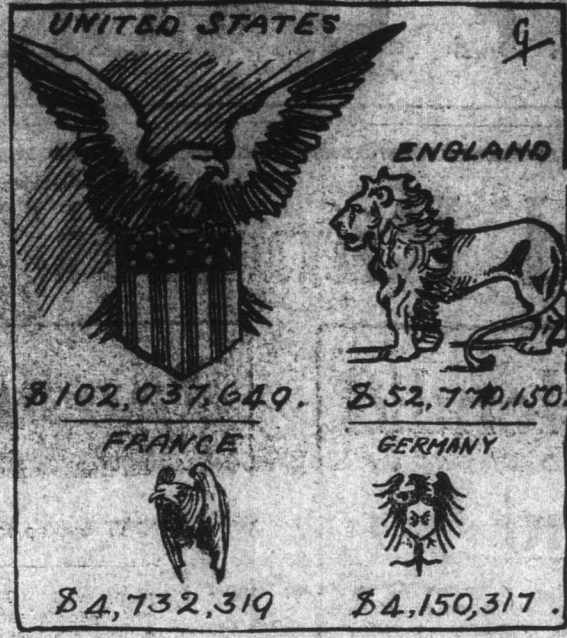 UNITED STATES
ENGLAND
$102,037,649.
$52,770,150.
FRANCE
GERMANY
$4,732,319
$4,150,317.